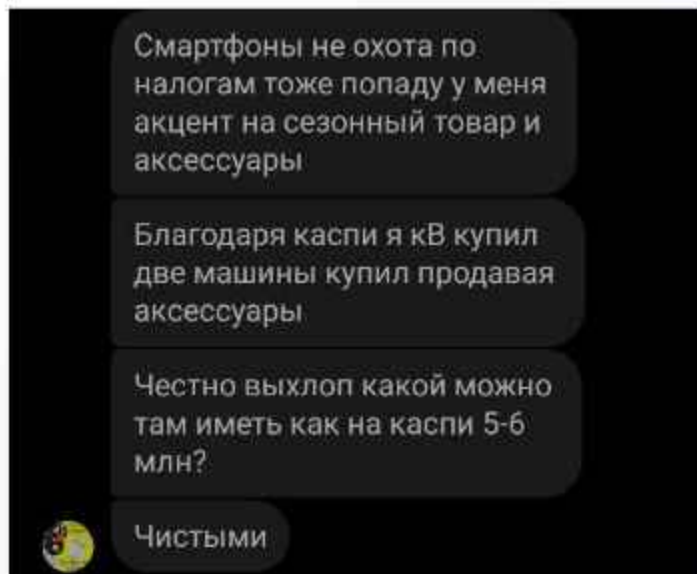 Смартфоны не охота по
налогам тоже попаду у меня
акцент на сезонный товар и
аксессуары
Благодаря каспи я кВ купил
две машины купил продавая
аксессуары
Честно выхлоп какой можно
там иметь как на каспи 5-6
млн?
Чистыми